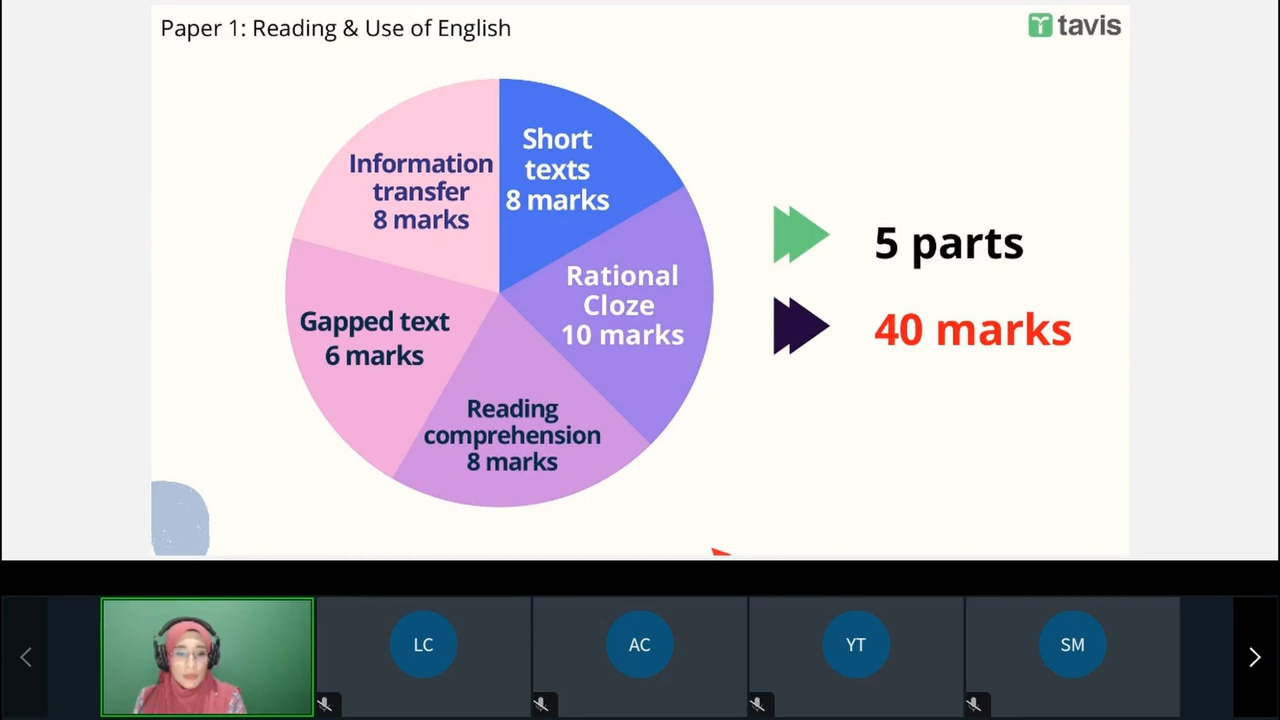 Paper 1: Reading & Use of English
tavis
Information
transfer
8 marks
Short
texts
8 marks
Rational
Cloze
10 marks
Gapped text
6 marks
Reading
comprehension
8 marks
5 parts
40 marks
LC
AC
YT
SM